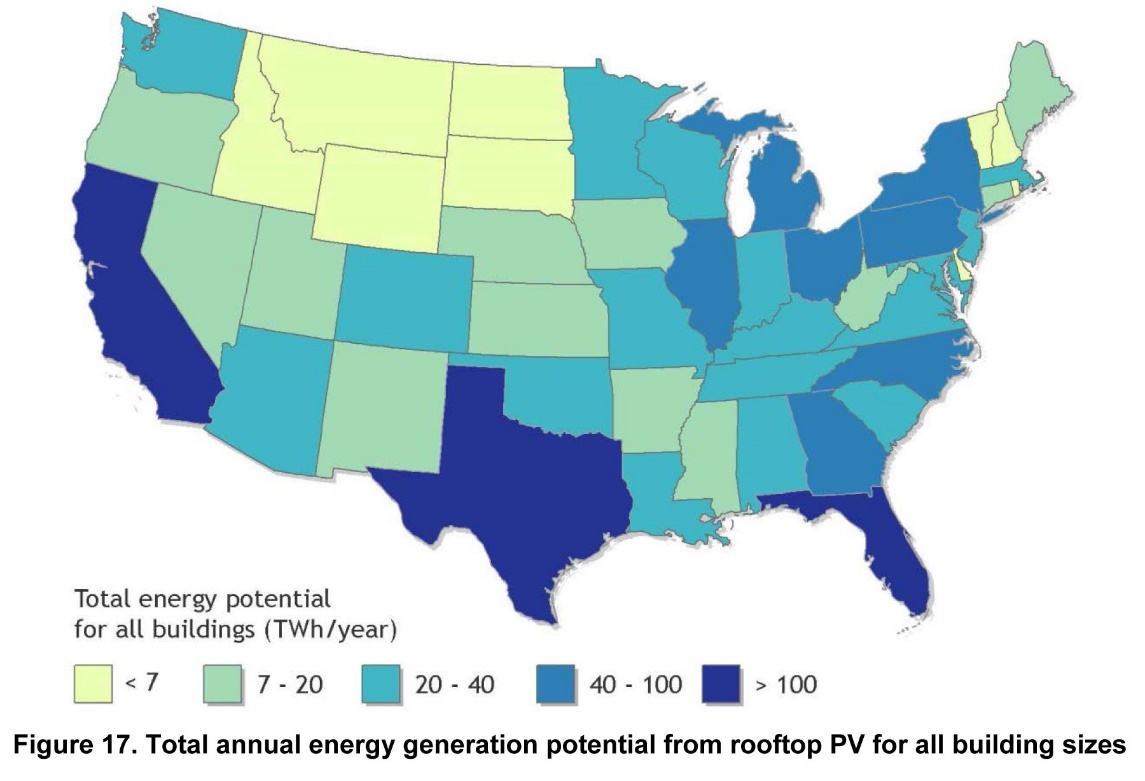 Total energy potential
for all buildings (TWh/year)
< 7 7 - 20 20 - 40 40 - 100 > 100
Figure 17. Total annual energy generation potential from rooftop PV for all building sizes